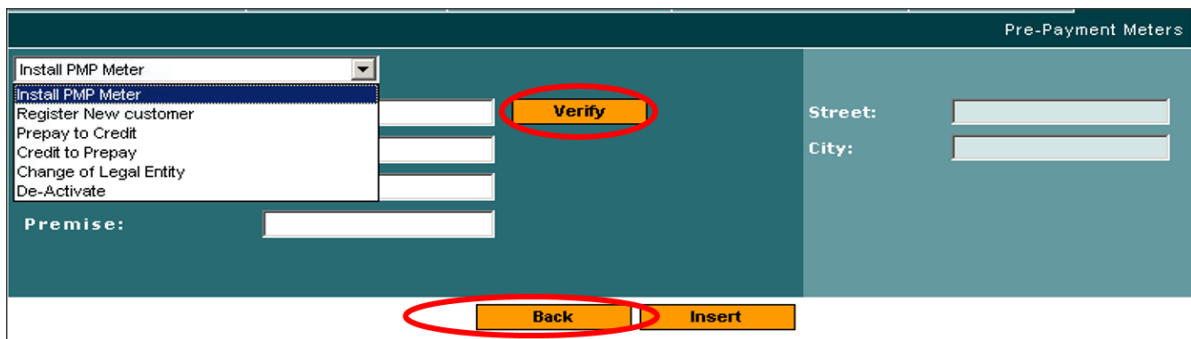 Pre-Payment Meters
Install PMP Meter
Install PMP Meter
Register New customer
Prepay to Credit
Credit to Prepay
Change of Legal Entity
De-Activate
Verify
Premise:
Street:
City:
Back
Insert